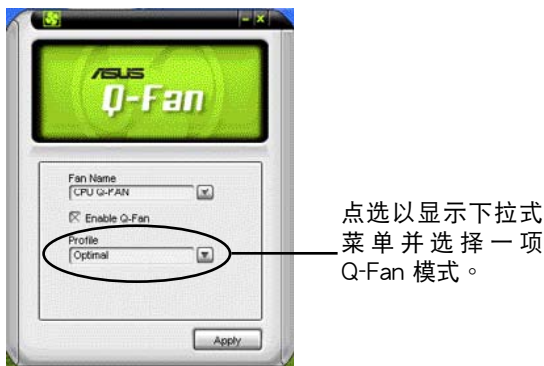 ASUS
Q-Fan
Fan Name
CPU Q-FAN
Enable Q-Fan
Profile
Optimal
Apply
点选以显示下拉式
菜单并选择一项
Q-Fan 模式。